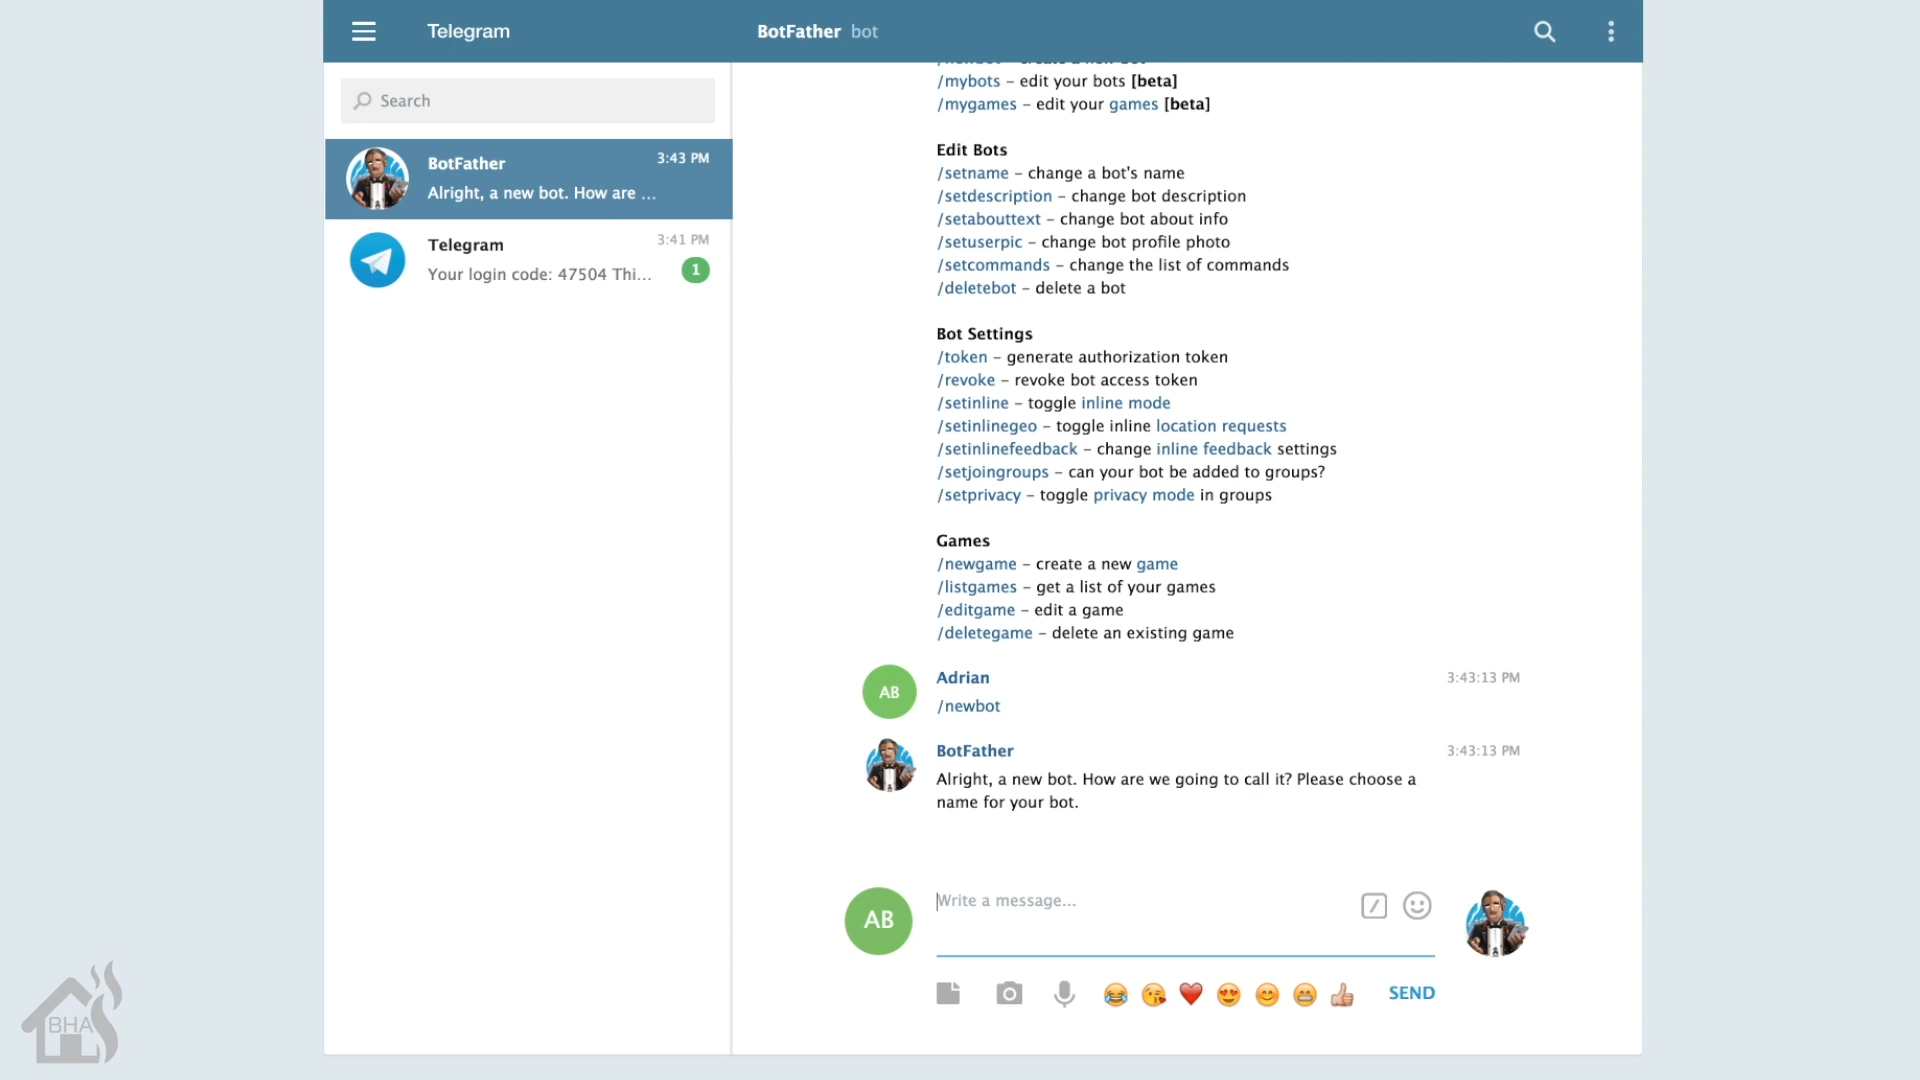 Telegram
BotFather bot
Search
BotFather 3:43 PM
Alright, a new bot. How are ...
Telegram 3:41 PM
Your login code: 47504 Thi... 1
/mybots – edit your bots [beta]
/mygames – edit your games [beta]
Edit Bots
/setname – change a bot's name
/setdescription – change bot description
/setabouttext – change bot about info
/setuserpic – change bot profile photo
/setcommands – change the list of commands
/deletebot – delete a bot
Bot Settings
/token – generate authorization token
/revoke – revoke bot access token
/setinline – toggle inline mode
/setinlinegeo – toggle inline location requests
/setinlinefeedback – change inline feedback settings
/setjoingroups – can your bot be added to groups?
/setprivacy – toggle privacy mode in groups
Games
/newgame – create a new game
/listgames – get a list of your games
/editgame – edit a game
/deletegame – delete an existing game
AB Adrian 3:43:13 PM
/newbot
BotFather 3:43:13 PM
Alright, a new bot. How are we going to call it? Please choose a
name for your bot.
AB Write a message...
SEND
BHA